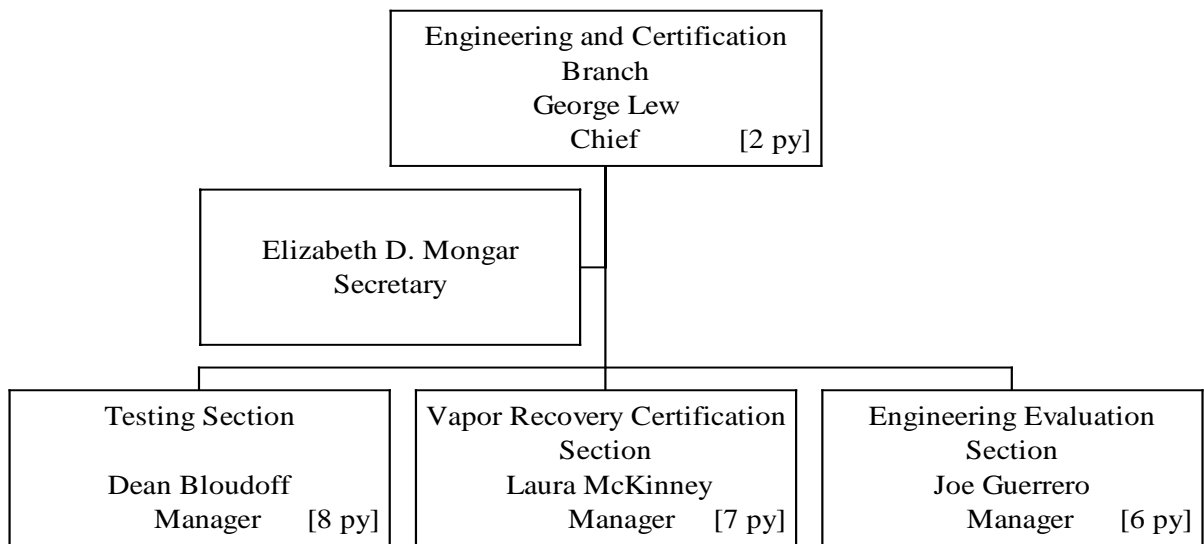 Engineering and Certification
Branch
George Lew
Chief [2 py]
Elizabeth D. Mongar
Secretary
Testing Section
Dean Bloudoff
Manager [8 py]
Vapor Recovery Certification
Section
Laura McKinney
Manager [7 py]
Engineering Evaluation
Section
Joe Guerrero
Manager [6 py]